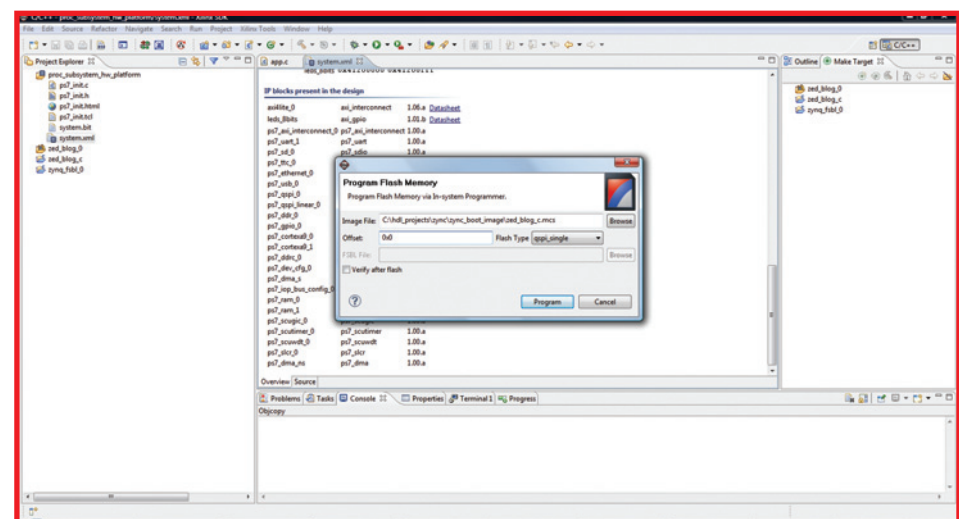 C/C++ - proc_subsystem_hw_platform/system.xml - Xilinx SDK
File Edit Source Refactor Navigate Search Run Project Xilinx Tools Window Help
C/C++
Project Explorer
proc_subsystem_hw_platform
ps7_init.c
ps7_init.h
ps7_init.html
ps7_init.tcl
system.bit
system.xml
zed_blog_0
zed_blog_c
zynq_fsbl_0
app.c
system.xml
IP blocks present in the design
axi4lite_0 axi_interconnect 1.06.a Datasheet
leds_8bits axi_gpio 1.01.b Datasheet
ps7_axi_interconnect_0 ps7_axi_interconnect 1.00.a
ps7_uart_1 ps7_uart 1.00.a
ps7_sd_0 ps7_sdio 1.00.a
ps7_ttc_0
ps7_ethernet_0
ps7_usb_0
ps7_qspi_0
ps7_qspi_linear_0
ps7_ddr_0
ps7_gpio_0
ps7_cortexa9_0
ps7_cortexa9_1
ps7_ddrc_0
ps7_dev_cfg_0
ps7_dma_s
ps7_iop_bus_config_0
ps7_ram_0
ps7_ram_1
ps7_scugic_0
ps7_scutimer_0 ps7_scutimer 1.00.a
ps7_scuwdt_0 ps7_scuwdt 1.00.a
ps7_slcr_0 ps7_slcr 1.00.a
ps7_dma_ns ps7_dma 1.00.a
Overview Source
Program Flash Memory
Program Flash Memory via In-system Programmer.
Image File: C:\hdl_projects\zync\zync_boot_image\zed_blog_c.mcs Browse
Offset: 0x0 Flash Type qspi_single
FSBL File: Browse
Verify after flash
Program Cancel
Outline Make Target
zed_blog_0
zed_blog_c
zynq_fsbl_0
Problems Tasks Console Properties Terminal 1 Progress
Objcopy